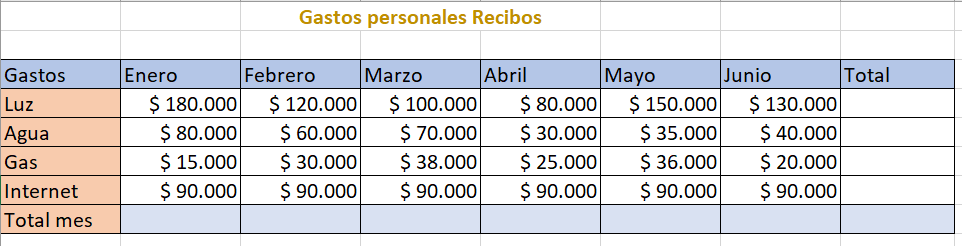 Gastos personales Recibos
Gastos Enero Febrero Marzo Abril Mayo Junio Total
Luz $ 180.000 $ 120.000 $ 100.000 $ 80.000 $ 150.000 $ 130.000
Agua $ 80.000 $ 60.000 $ 70.000 $ 30.000 $ 35.000 $ 40.000
Gas $ 15.000 $ 30.000 $ 38.000 $ 25.000 $ 36.000 $ 20.000
Internet $ 90.000 $ 90.000 $ 90.000 $ 90.000 $ 90.000 $ 90.000
Total mes